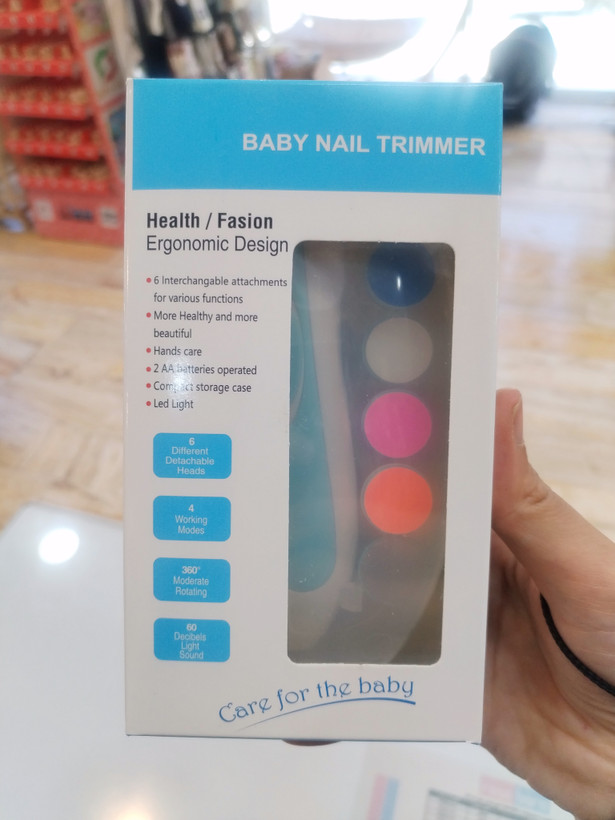 BABY NAIL TRIMMER
Health / Fasion
Ergonomic Design
• 6 Interchangable attachments
for various functions
• More Healthy and more
beautiful
• Hands care
• 2 AA batteries operated
• Compact storage case
• Led Light
6
Different
Detachable
Heads
4
Working
Modes
360°
Moderate
Rotating
60
Decibels
Light
Sound
Care for the baby